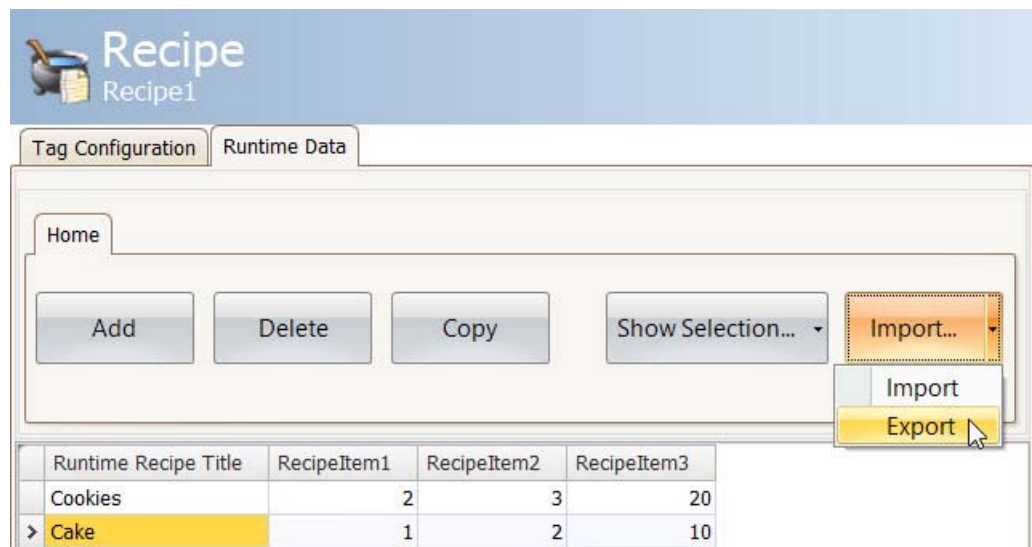 Recipe
Recipe1
Tag Configuration Runtime Data
Home
Add Delete Copy Show Selection... Import...
Import
Export
Runtime Recipe Title RecipeItem1 RecipeItem2 RecipeItem3
Cookies 2 3 20
> Cake 1 2 10